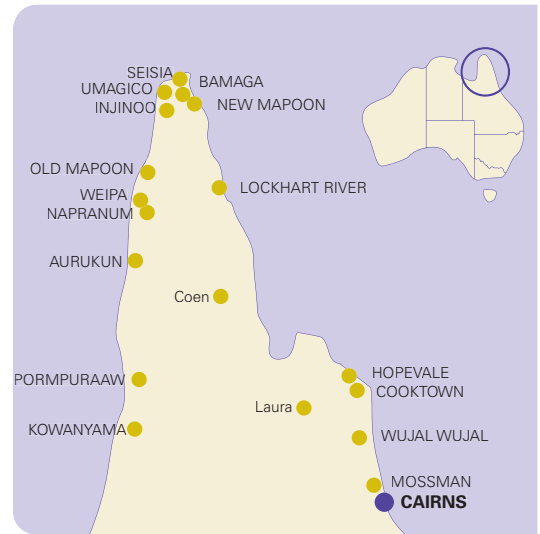 SEISIA
UMAGICO
BAMAGA
INJINOO
NEW MAPOON
OLD MAPOON
WEIPA
NAPRANUM
LOCKHART RIVER
AURUKUN
Coen
PORMPURAAW
HOPEVALE
COOKTOWN
Laura
KOWANYAMA
WUJAL WUJAL
MOSSMAN
CAIRNS